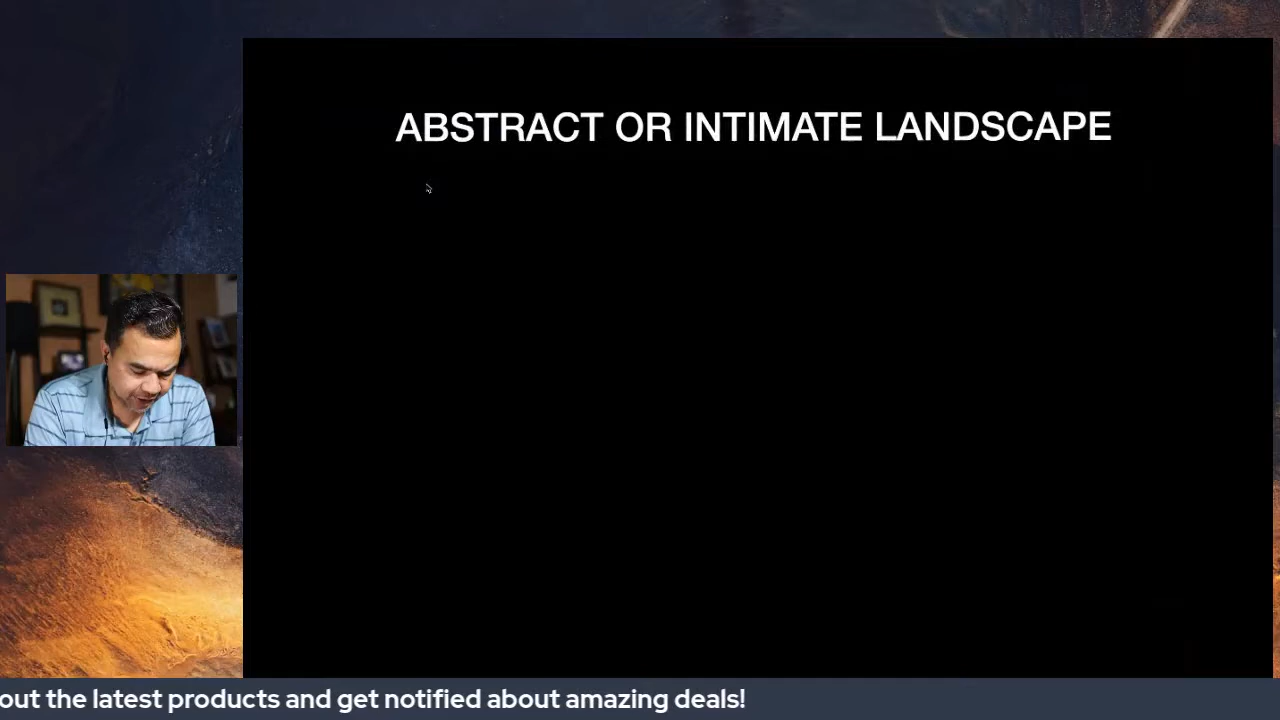 ABSTRACT OR INTIMATE LANDSCAPE
out the latest products and get notified about amazing deals!